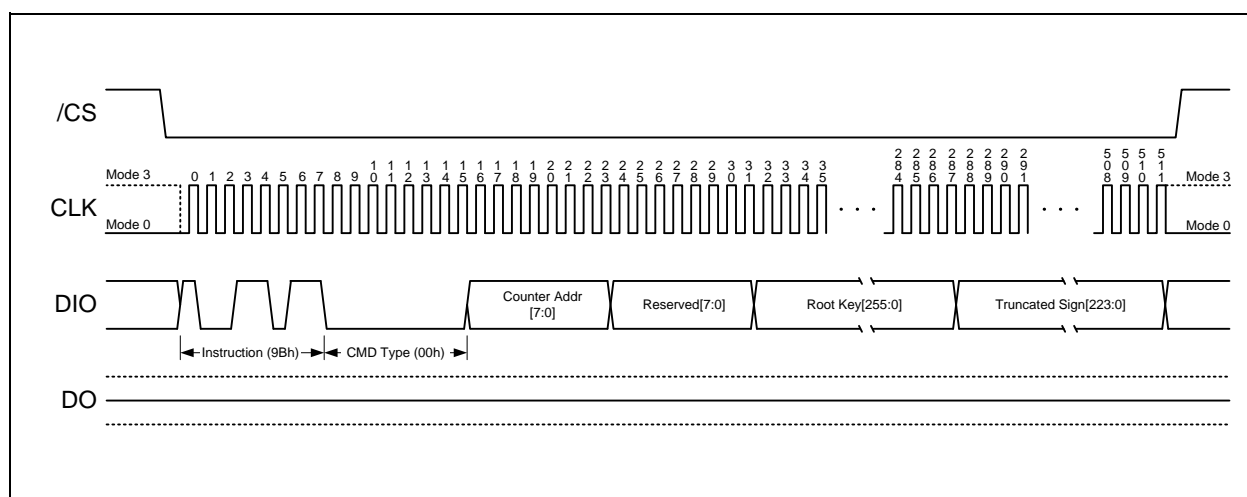 /CS
Mode 3
0 1 2 3 4 5 6 7 8 9 10 11 12 13 14 15 16 17 18 19 20 21 22 23 24 25 26 27 28 29 30 31 32 33 34 35 284 285 286 287 288 289 290 291 508 509 510 511
Mode 3
CLK
Mode 0
Mode 0
DIO
Counter Addr
[7:0]
Reserved[7:0]
Root Key[255:0]
Truncated Sign[223:0]
Instruction (9Bh)
CMD Type (00h)
DO